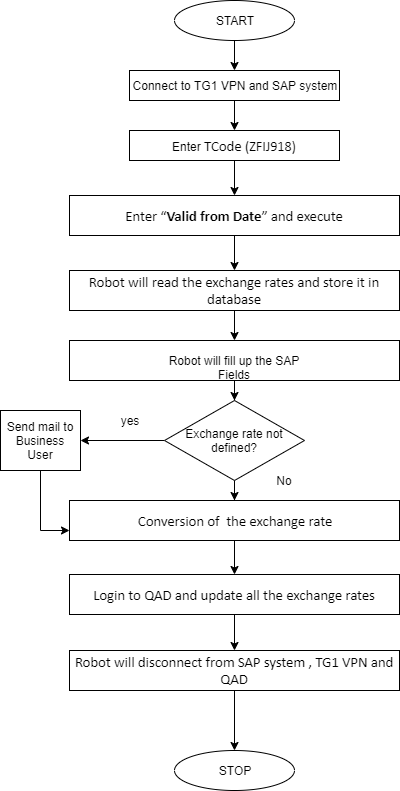 START
Connect to TG1 VPN and SAP system
Enter TCode (ZFIJ918)
Enter “Valid from Date” and execute
Robot will read the exchange rates and store it in
database
Robot will fill up the SAP
Fields
Exchange rate not
defined?
yes
Send mail to
Business
User
No
Conversion of  the exchange rate
Login to QAD and update all the exchange rates
Robot will disconnect from SAP system , TG1 VPN and
QAD
STOP